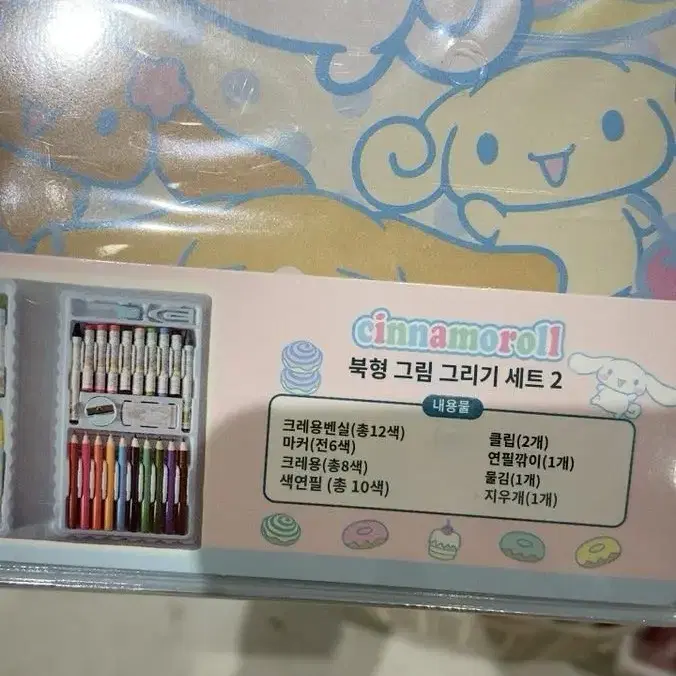 cinnamoroll
북형 그림 그리기 세트 2
내용물
크레용벤실(총12색)
마커(전6색)
크레용(총8색)
색연필 (총 10색)
클립(2개)
연필깎이(1개)
물김(1개)
지우개(1개)